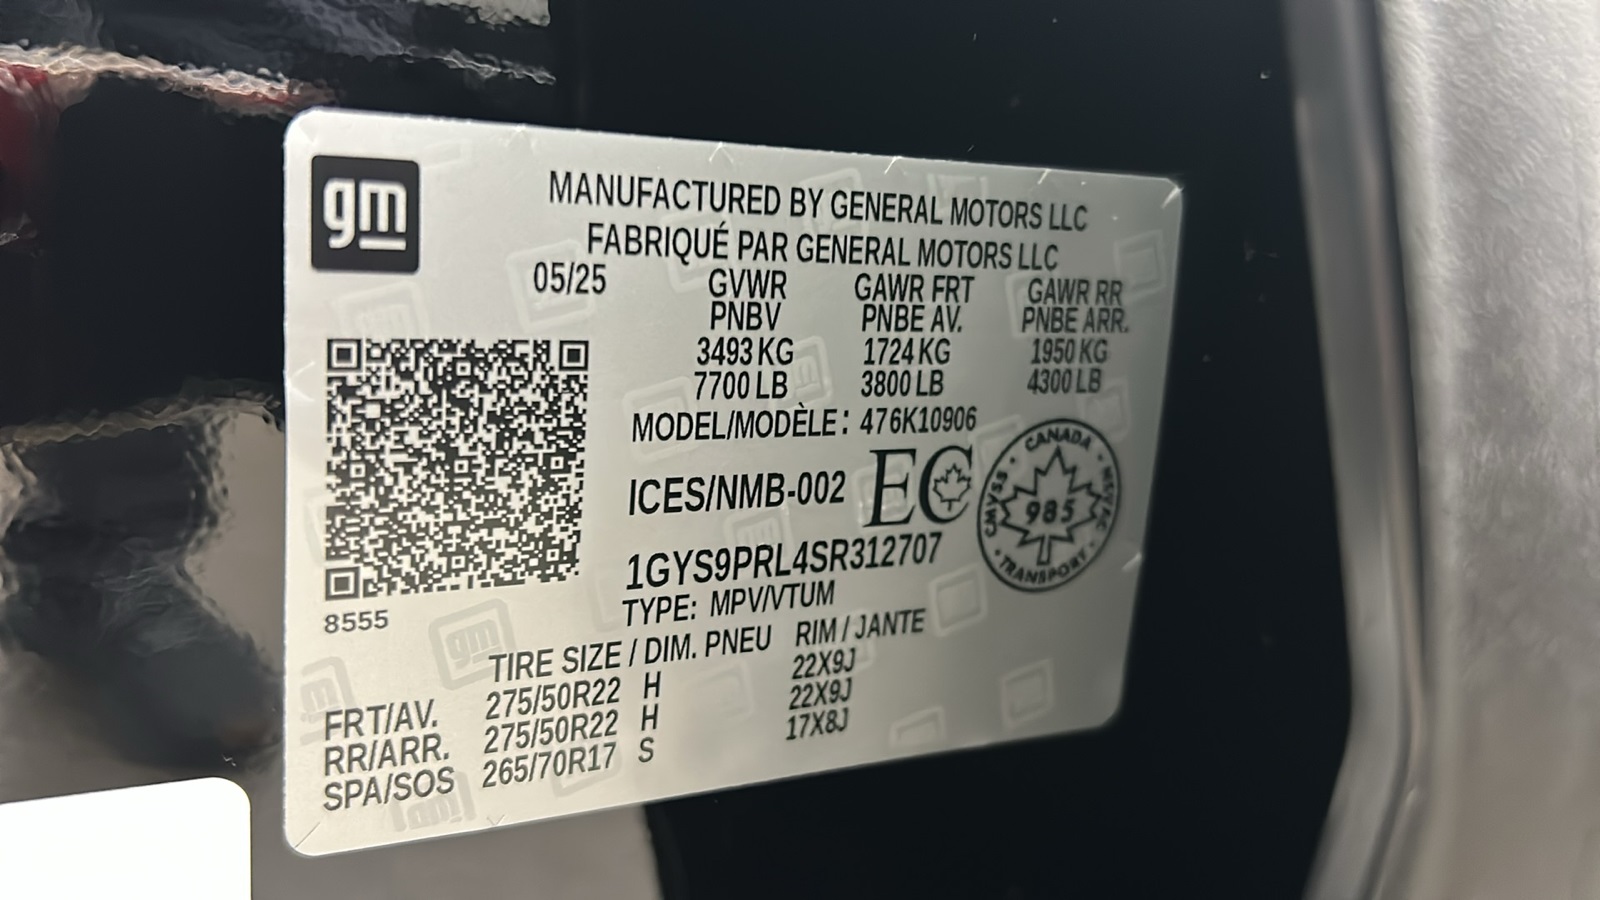 gm
MANUFACTURED BY GENERAL MOTORS LLC
FABRIQUÉ PAR GENERAL MOTORS LLC
05/25 GVWR GAWR FRT GAWR RR
PNBV PNBE AV. PNBE ARR.
3493 KG 1724 KG 1950 KG
7700 LB 3800 LB 4300 LB
MODEL/MODÈLE: 476K10906
ICES/NMB-002 EC
CANADA
CMVSS 985 NSVAC
TRANSPORT
1GYS9PRL4SR312707
8555
TYPE: MPV/VTUM
TIRE SIZE / DIM. PNEU RIM / JANTE
FRT/AV. 275/50R22 H 22X9J
RR/ARR. 275/50R22 H 22X9J
SPA/SOS 265/70R17 S 17X8J